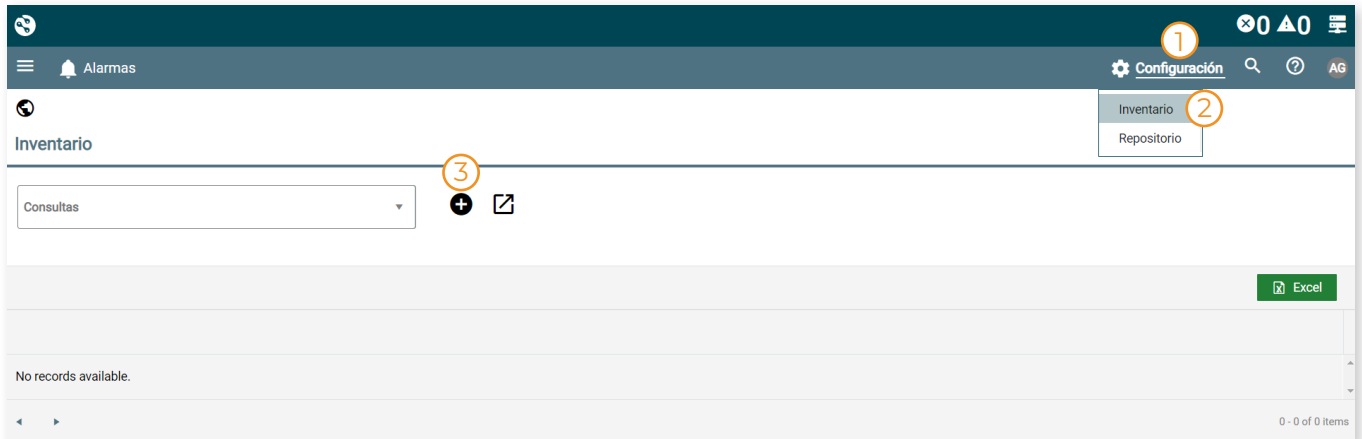 0 0
1
Alarmas
Configuración
AG
Inventario
2
Repositorio
Inventario
3
Consultas
Excel
No records available.
0 - 0 of 0 items